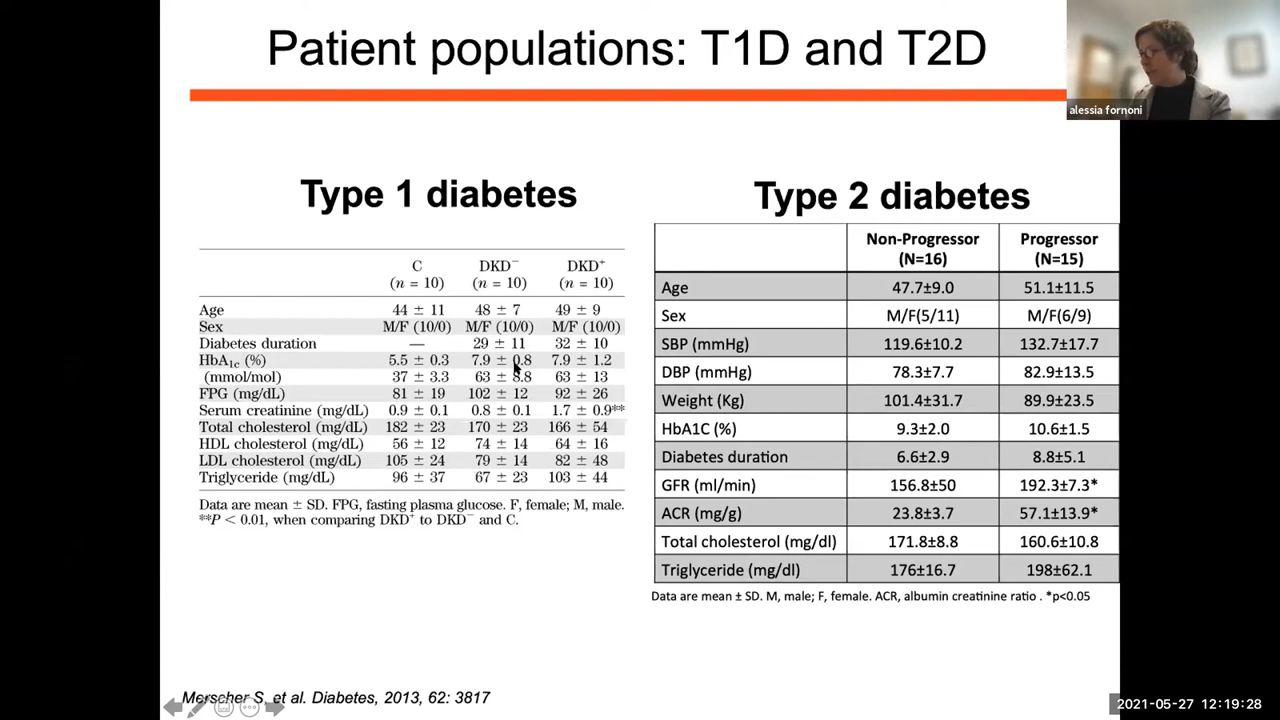 Patient populations: T1D and T2D
alessia fornoni
Type 1 diabetes
C DKD⁻ DKD⁺
(n = 10) (n = 10) (n = 10)
Age 44 ± 11 48 ± 7 49 ± 9
Sex M/F (10/0) M/F (10/0) M/F (10/0)
Diabetes duration — 29 ± 11 32 ± 10
HbA1c (%) 5.5 ± 0.3 7.9 ± 0.8 7.9 ± 1.2
(mmol/mol) 37 ± 3.3 63 ± 8.8 63 ± 13
FPG (mg/dL) 81 ± 19 102 ± 12 92 ± 26
Serum creatinine (mg/dL) 0.9 ± 0.1 0.8 ± 0.1 1.7 ± 0.9**
Total cholesterol (mg/dL) 182 ± 23 170 ± 23 166 ± 54
HDL cholesterol (mg/dL) 56 ± 12 74 ± 14 64 ± 16
LDL cholesterol (mg/dL) 105 ± 24 79 ± 14 82 ± 48
Triglyceride (mg/dL) 96 ± 37 67 ± 23 103 ± 44
Data are mean ± SD. FPG, fasting plasma glucose. F, female; M, male.
**P < 0.01, when comparing DKD⁺ to DKD⁻ and C.
Type 2 diabetes
Non-Progressor Progressor
(N=16) (N=15)
Age 47.7±9.0 51.1±11.5
Sex M/F(5/11) M/F(6/9)
SBP (mmHg) 119.6±10.2 132.7±17.7
DBP (mmHg) 78.3±7.7 82.9±13.5
Weight (Kg) 101.4±31.7 89.9±23.5
HbA1C (%) 9.3±2.0 10.6±1.5
Diabetes duration 6.6±2.9 8.8±5.1
GFR (ml/min) 156.8±50 192.3±7.3*
ACR (mg/g) 23.8±3.7 57.1±13.9*
Total cholesterol (mg/dl) 171.8±8.8 160.6±10.8
Triglyceride (mg/dl) 176±16.7 198±62.1
Data are mean ± SD. M, male; F, female. ACR, albumin creatinine ratio . *p<0.05
Merscher S, et al. Diabetes, 2013, 62: 3817
2021-05-27 12:19:28